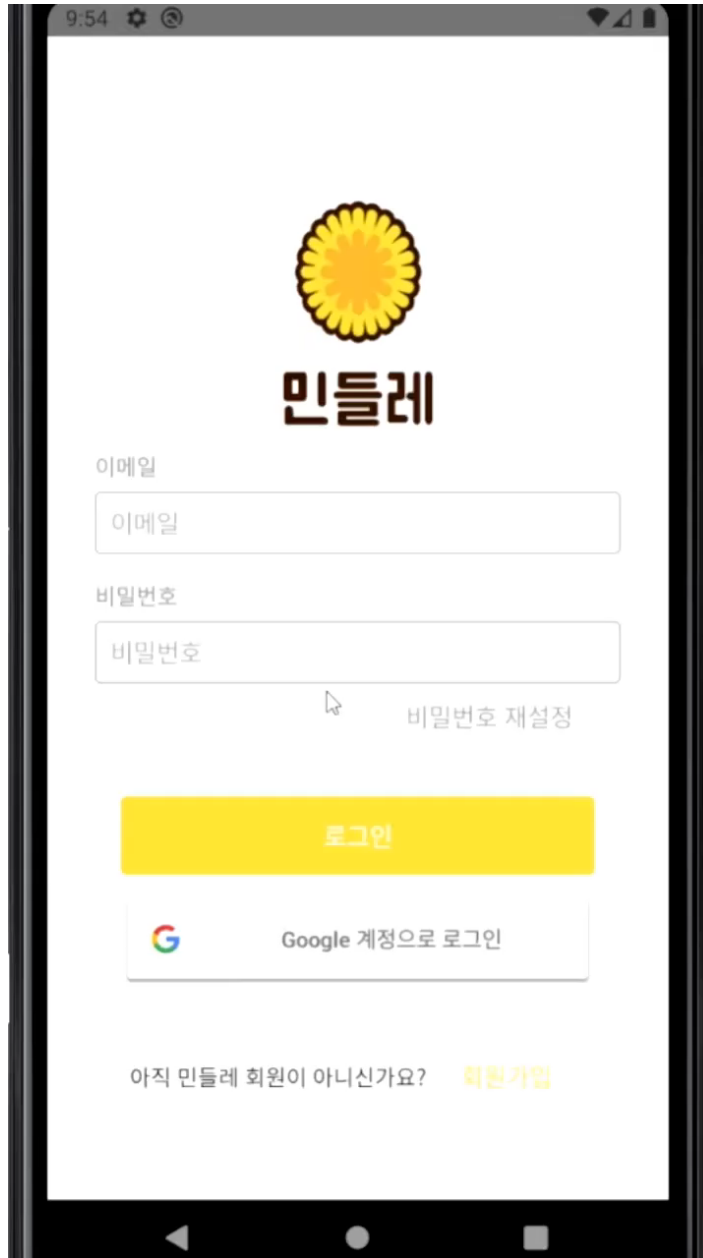 9:54
민들레
이메일
이메일
비밀번호
비밀번호
비밀번호 재설정
로그인
Google 계정으로 로그인
아직 민들레 회원이 아니신가요? 회원가입